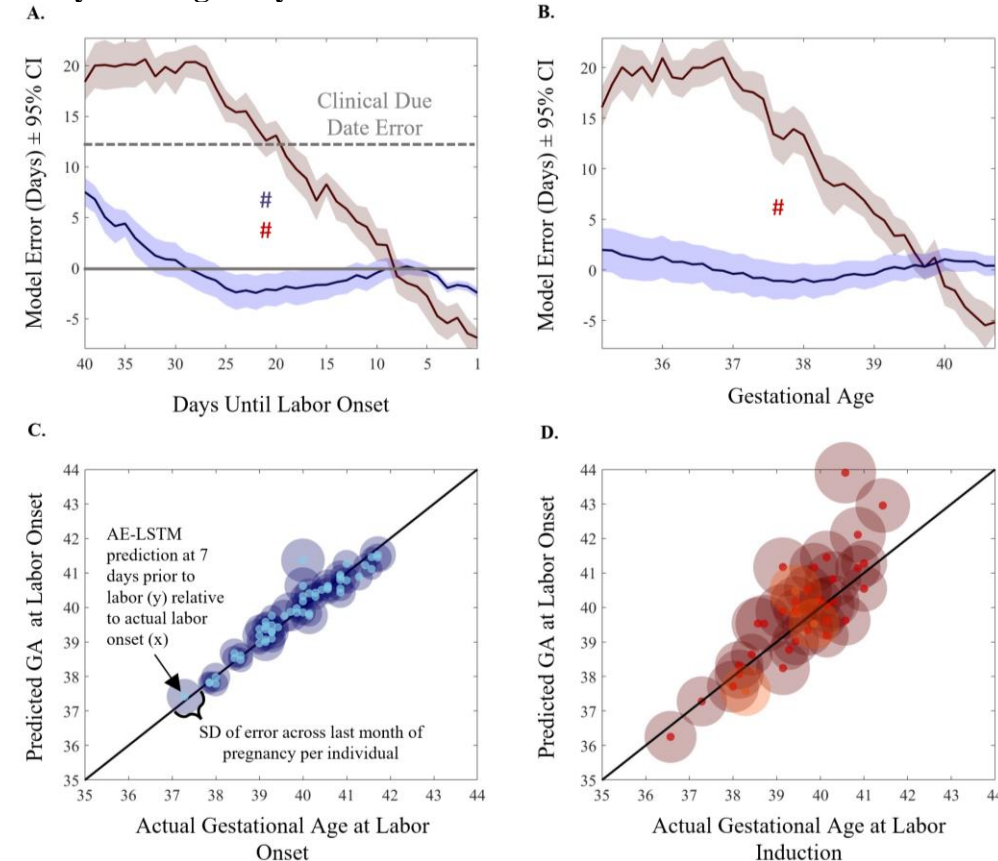 A.
20
15
10
5
0
-5
Model Error (Days) ± 95% CI
Clinical Due
Date Error
#
#
40 35 30 25 20 15 10 5 1
Days Until Labor Onset
B.
20
15
10
5
0
-5
Model Error (Days) ± 95% CI
#
36 37 38 39 40
Gestational Age
C.
44
43
42
41
40
39
38
37
36
35
Predicted GA at Labor Onset
AE-LSTM
prediction at 7
days prior to
labor (y) relative
to actual labor
onset (x)
SD of error across last month of
pregnancy per individual
35 36 37 38 39 40 41 42 43 44
Actual Gestational Age at Labor
Onset
D.
44
43
42
41
40
39
38
37
36
35
Predicted GA at Labor Onset
35 36 37 38 39 40 41 42 43 44
Actual Gestational Age at Labor
Induction